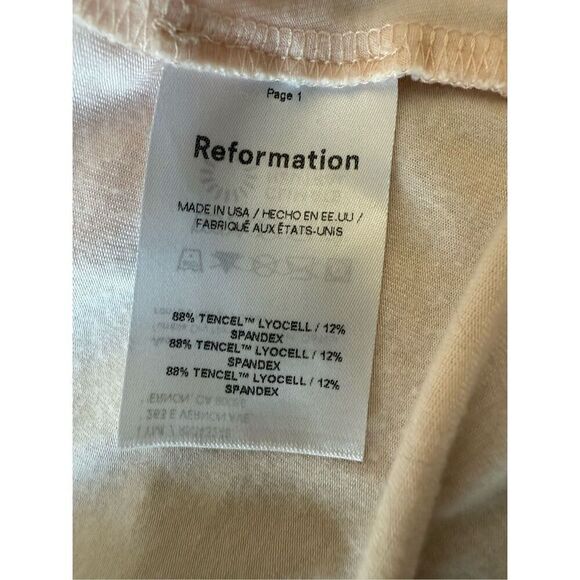 Page 1
Reformation
MADE IN USA / HECHO EN EE.UU /
FABRIQUÉ AUX ÉTATS-UNIS
88% TENCEL™ LYOCELL / 12%
SPANDEX
88% TENCEL™ LYOCELL / 12%
SPANDEX
88% TENCEL™ LYOCELL / 12%
SPANDEX